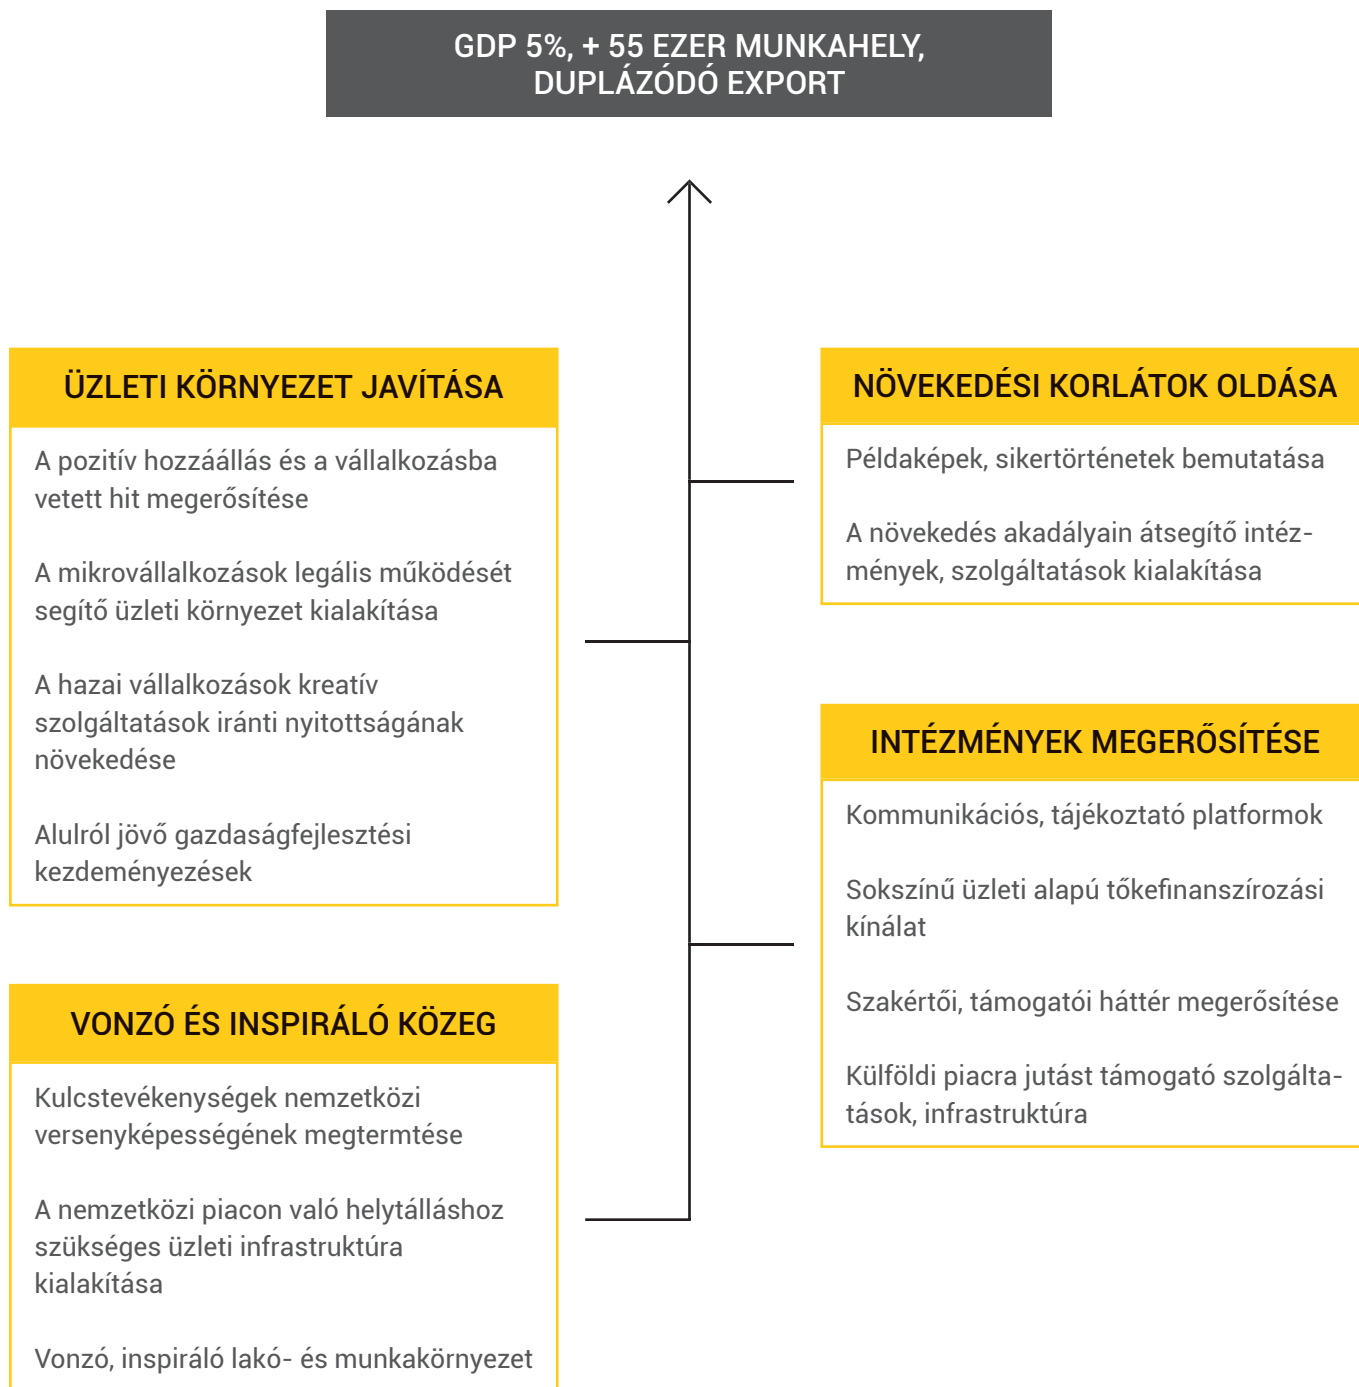 GDP 5%, + 55 EZER MUNKAHELY,
DUPLÁZÓDÓ EXPORT
ÜZLETI KÖRNYEZET JAVÍTÁSA
A pozitív hozzáállás és a vállalkozásba
vetett hit megerősítése
A mikrovállalkozások legális működését
segítő üzleti környezet kialakítása
A hazai vállalkozások kreatív
szolgáltatások iránti nyitottságának
növekedése
Alulról jövő gazdaságfejlesztési
kezdeményezések
VONZÓ ÉS INSPIRÁLÓ KÖZEG
Kulcstevékenységek nemzetközi
versenyképességének megtermtése
A nemzetközi piacon való helytálláshoz
szükséges üzleti infrastruktúra
kialakítása
Vonzó, inspiráló lakó- és munkakörnyezet
NÖVEKEDÉSI KORLÁTOK OLDÁSA
Példaképek, sikertörténetek bemutatása
A növekedés akadályain átsegítő intéz-
mények, szolgáltatások kialakítása
INTÉZMÉNYEK MEGERŐSÍTÉSE
Kommunikációs, tájékoztató platformok
Sokszínű üzleti alapú tőkefinanszírozási
kínálat
Szakértői, támogatói háttér megerősítése
Külföldi piacra jutást támogató szolgálta-
tások, infrastruktúra